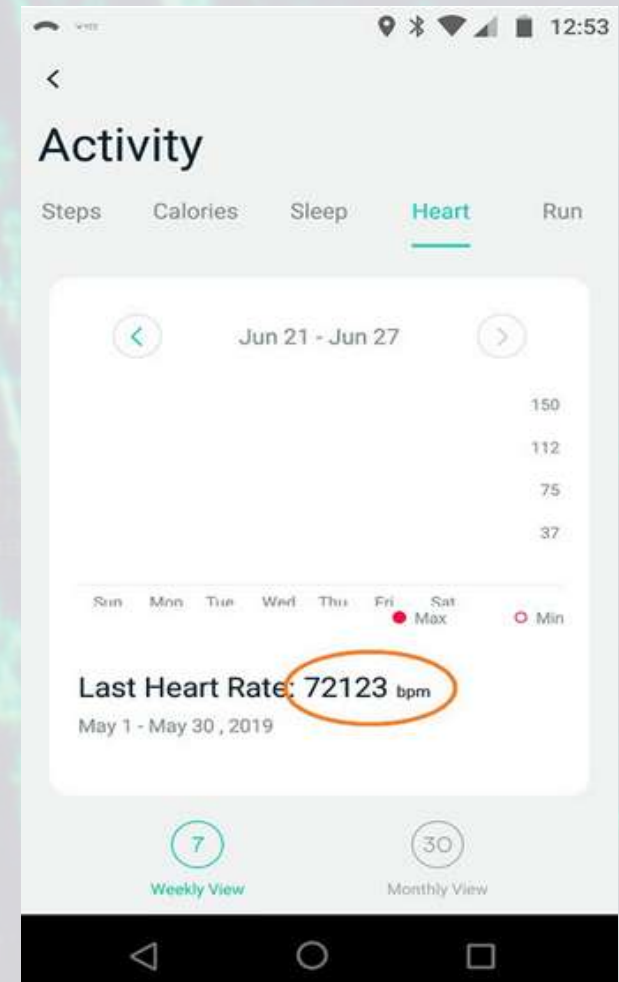 12:53
Activity
Steps Calories Sleep Heart Run
Jun 21 - Jun 27
150
112
75
37
Sun Mon Tue Wed Thu Fri Sat
Max Min
Last Heart Rate: 72123 bpm
May 1 - May 30 , 2019
7 30
Weekly View Monthly View